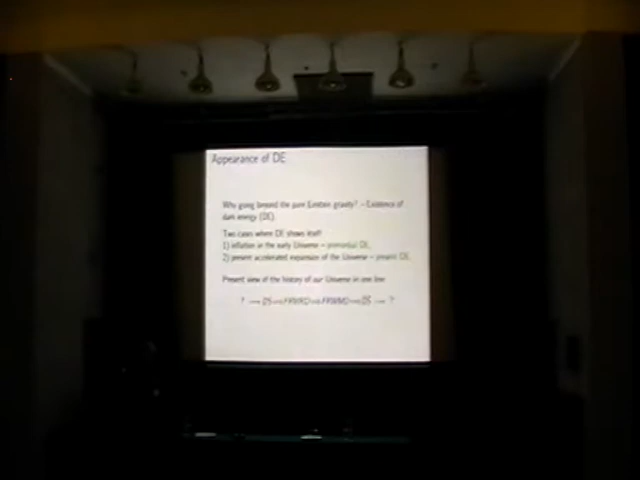 Appearance of DE
Why going beyond the pure Einstein gravity? – Existence of
dark energy (DE).
Two cases where DE shows itself:
1) inflation in the early Universe – primordial DE,
2) present accelerated expansion of the Universe – present DE.
Present view of the history of our Universe in one line
? ⟶ DS ⟹ FRWRD ⟹ FRWMD ⟹ DS ⟶ ?